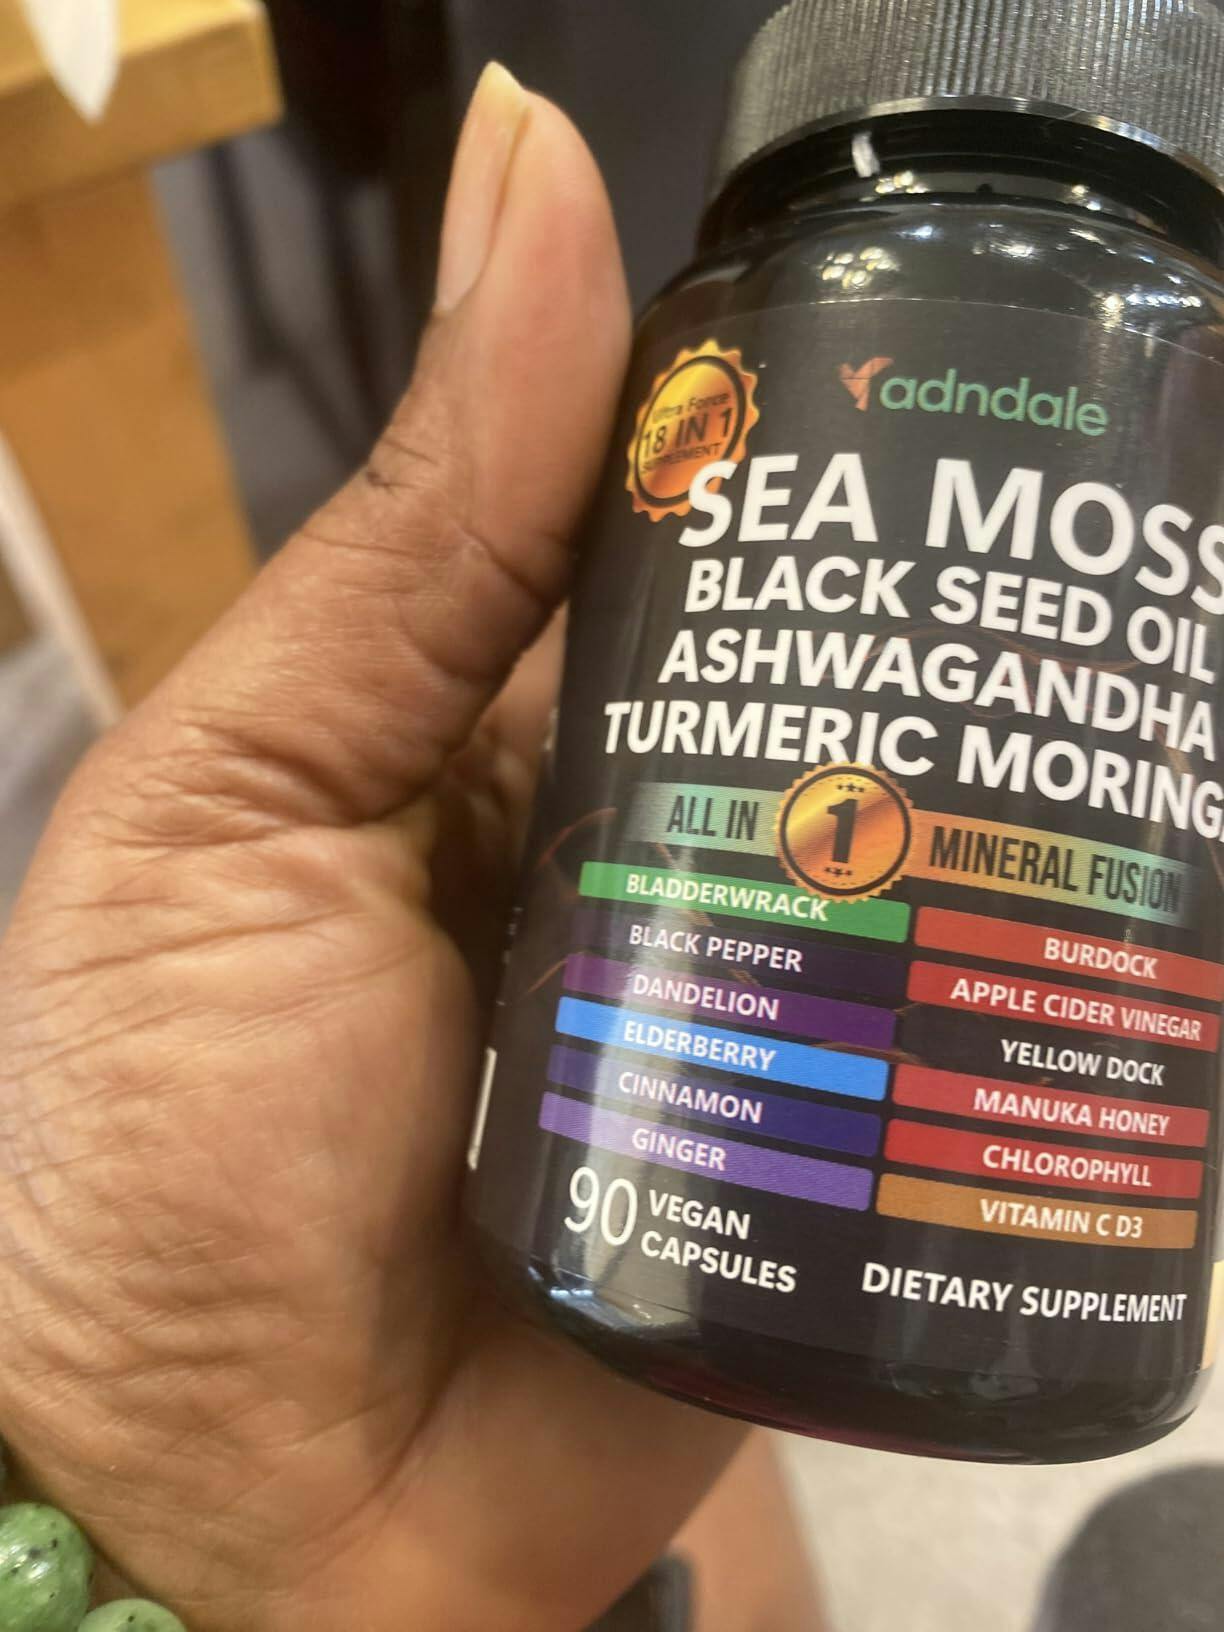 adndale
Ultra Force
18 IN 1
SUPPLEMENT
SEA MOSS
BLACK SEED OIL
ASHWAGANDHA
TURMERIC MORING
ALL IN 1 MINERAL FUSION
BLADDERWRACK
BURDOCK
BLACK PEPPER
APPLE CIDER VINEGAR
DANDELION
YELLOW DOCK
ELDERBERRY
MANUKA HONEY
CINNAMON
CHLOROPHYLL
GINGER
VITAMIN C D3
90 VEGAN
CAPSULES
DIETARY SUPPLEMENT